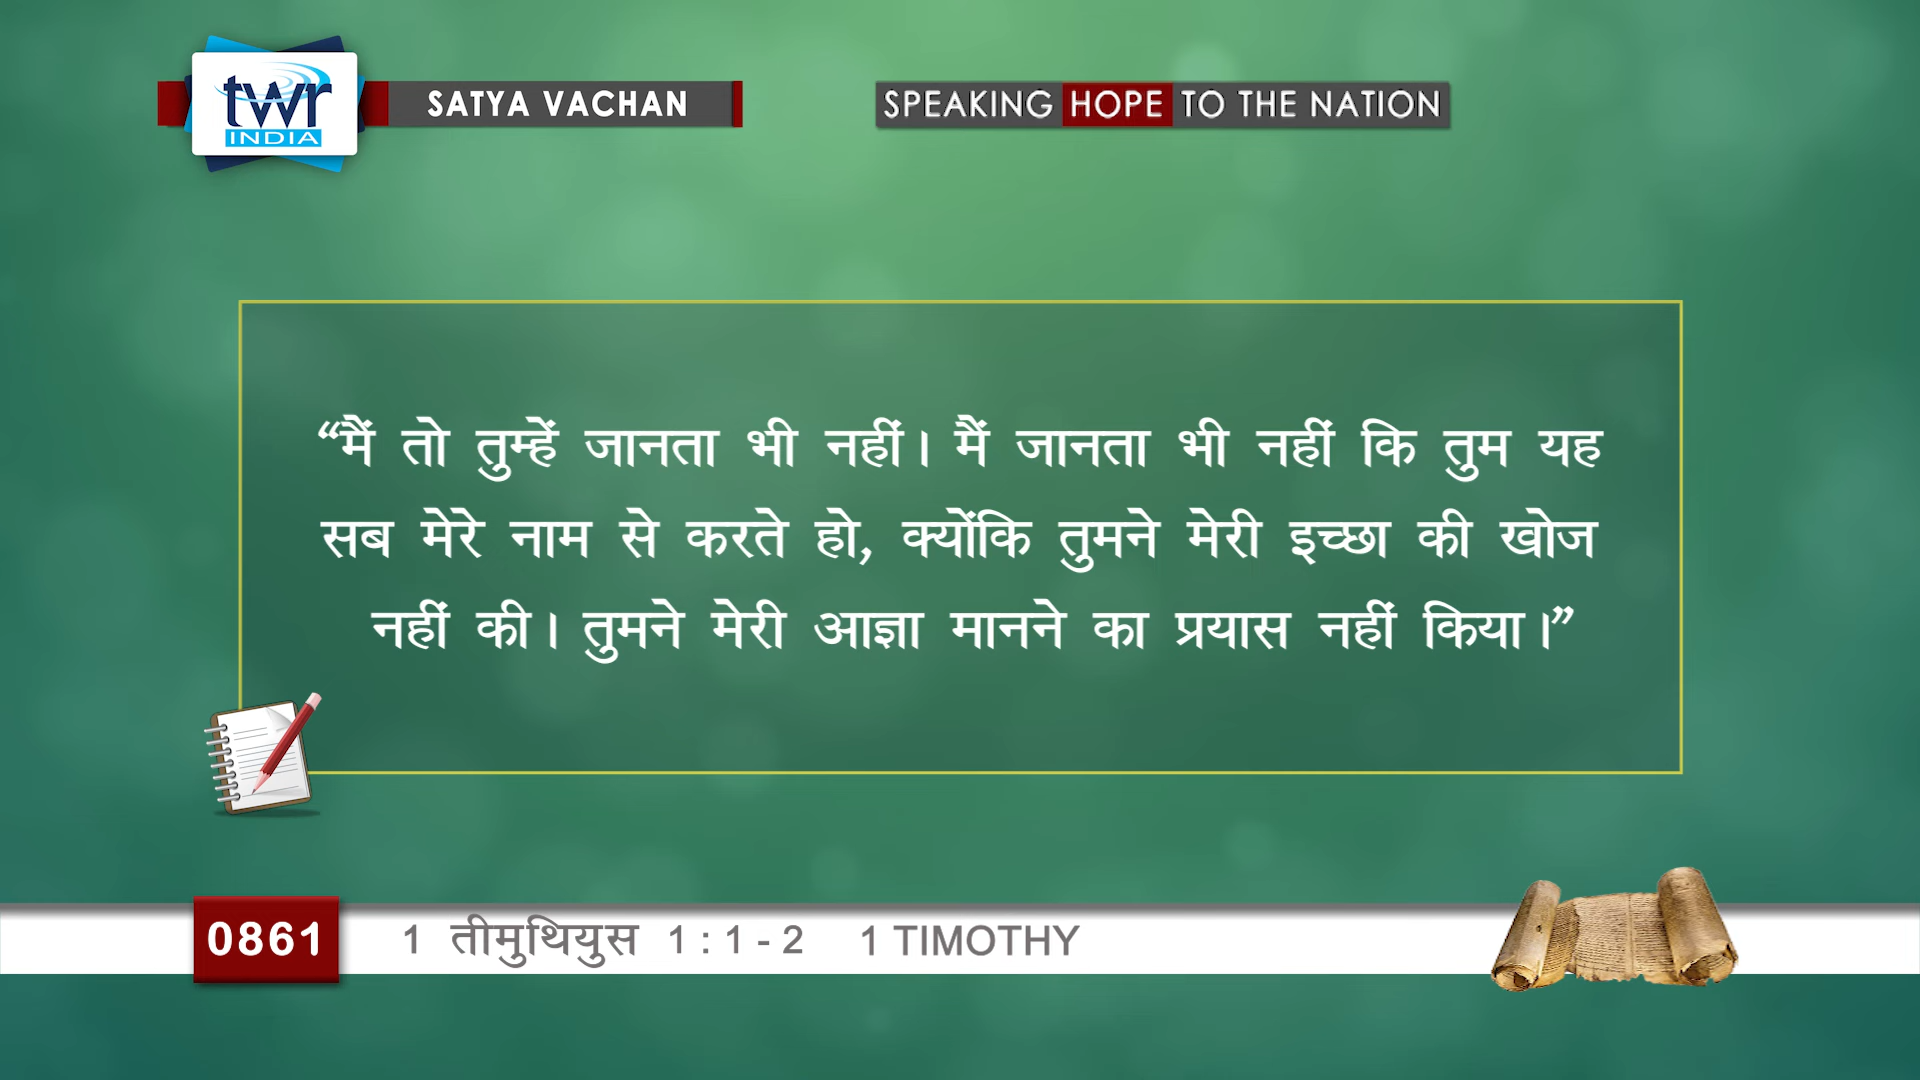 twr
INDIA
SATYA VACHAN
SPEAKING HOPE TO THE NATION
“मैं तो तुम्हें जानता भी नहीं। मैं जानता भी नहीं कि तुम यह
सब मेरे नाम से करते हो, क्योंकि तुमने मेरी इच्छा की खोज
नहीं की। तुमने मेरी आज्ञा मानने का प्रयास नहीं किया।”
0861
1 तीमुथियुस 1 : 1 - 2 1 TIMOTHY